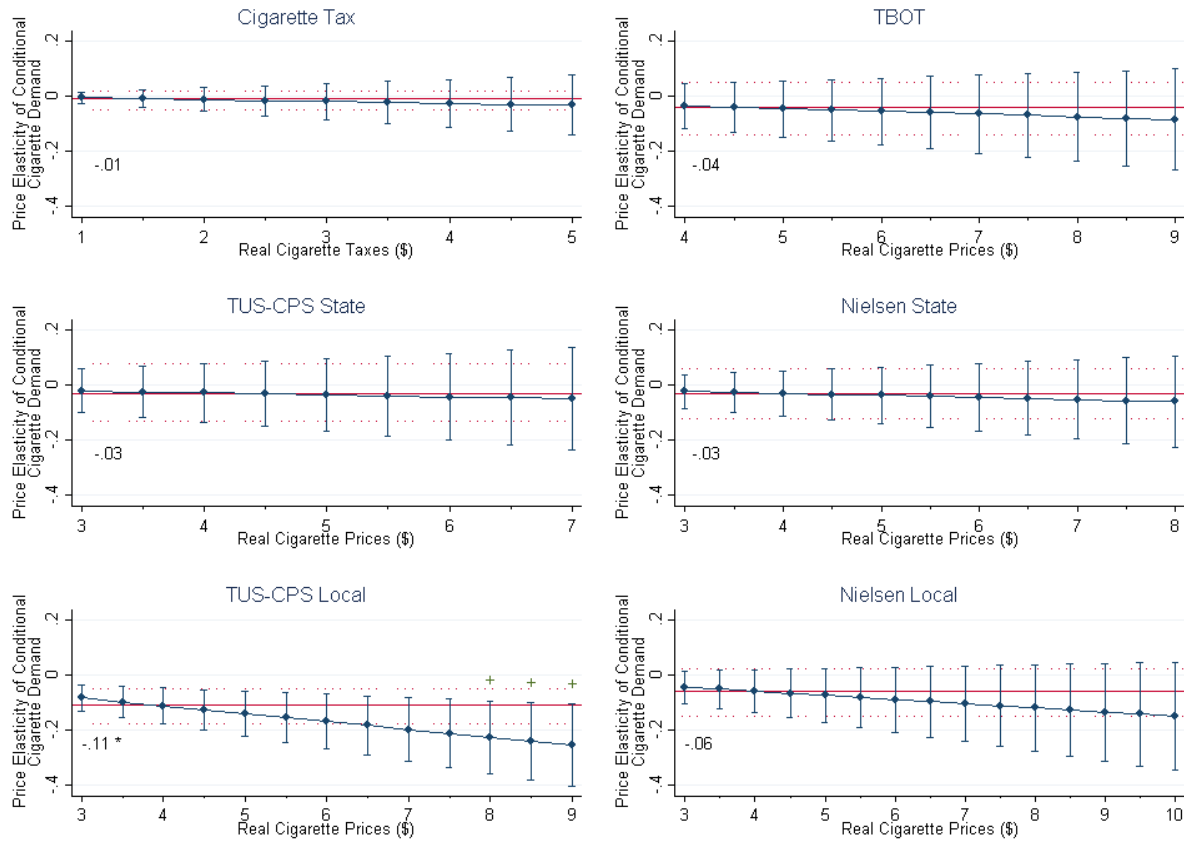 Cigarette Tax
Price Elasticity of Conditional
Cigarette Demand
.2
0
-.2
-.4
-.01
1 2 3 4 5
Real Cigarette Taxes ($)
TBOT
Price Elasticity of Conditional
Cigarette Demand
.2
0
-.2
-.4
-.04
4 5 6 7 8 9
Real Cigarette Prices ($)
TUS-CPS State
Price Elasticity of Conditional
Cigarette Demand
.2
0
-.2
-.4
-.03
3 4 5 6 7
Real Cigarette Prices ($)
Nielsen State
Price Elasticity of Conditional
Cigarette Demand
.2
0
-.2
-.4
-.03
3 4 5 6 7 8
Real Cigarette Prices ($)
TUS-CPS Local
Price Elasticity of Conditional
Cigarette Demand
.2
0
-.2
-.4
+ + +
-.11 *
3 4 5 6 7 8 9
Real Cigarette Prices ($)
Nielsen Local
Price Elasticity of Conditional
Cigarette Demand
.2
0
-.2
-.4
-.06
3 4 5 6 7 8 9 10
Real Cigarette Prices ($)